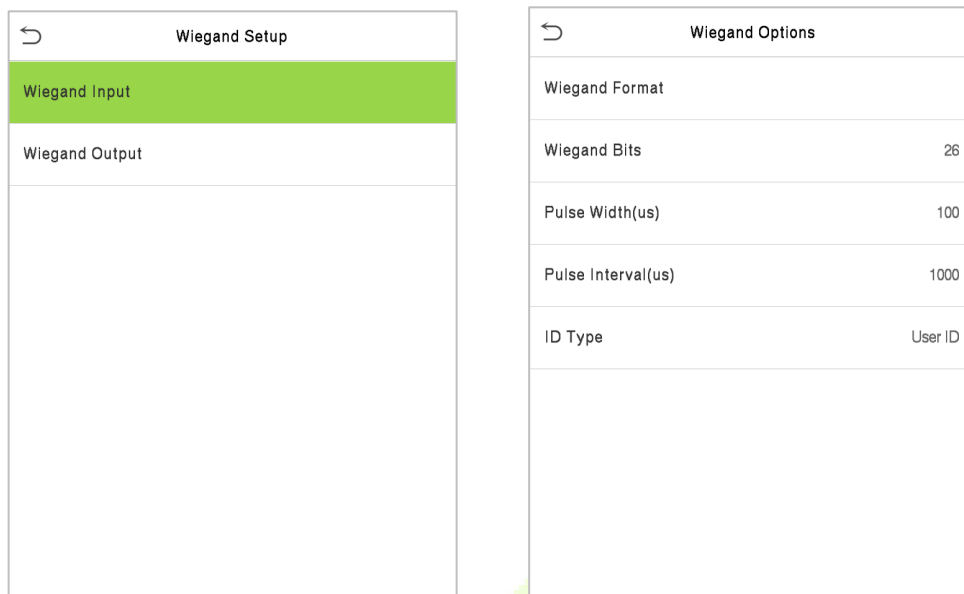 Wiegand Setup
Wiegand Input
Wiegand Output
Wiegand Options
Wiegand Format
Wiegand Bits 26
Pulse Width(us) 100
Pulse Interval(us) 1000
ID Type User ID